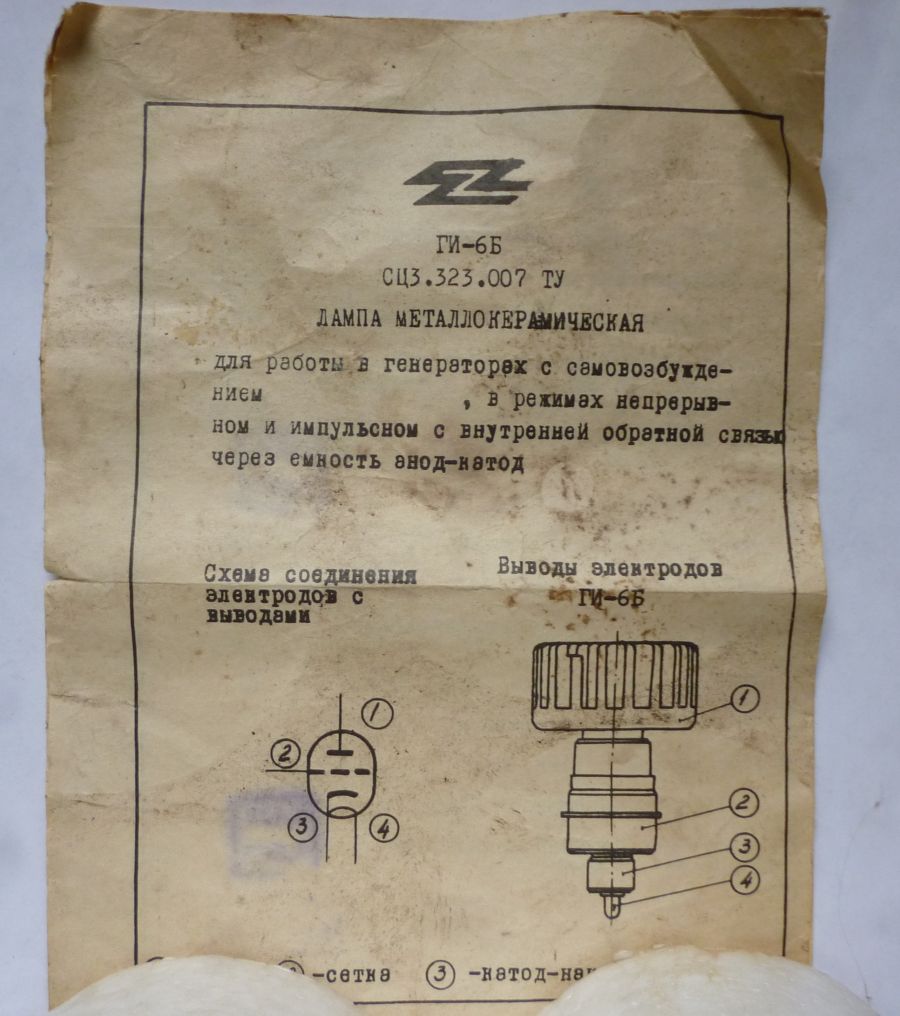 ГИ-6Б
СЦ3.323.007 ТУ
ЛАМПА МЕТАЛЛОКЕРАМИЧЕСКАЯ
для работы в генераторах с самовозбужде-
нием , в режимах непрерыв-
ном и импульсном с внутренней обратной связью
через емкость анод-катод
Схема соединения
электродов с
выводами
Выводы электродов
ГИ-6Б
1
2
3
4
1
2
3
4
-сетка 3 -катод-